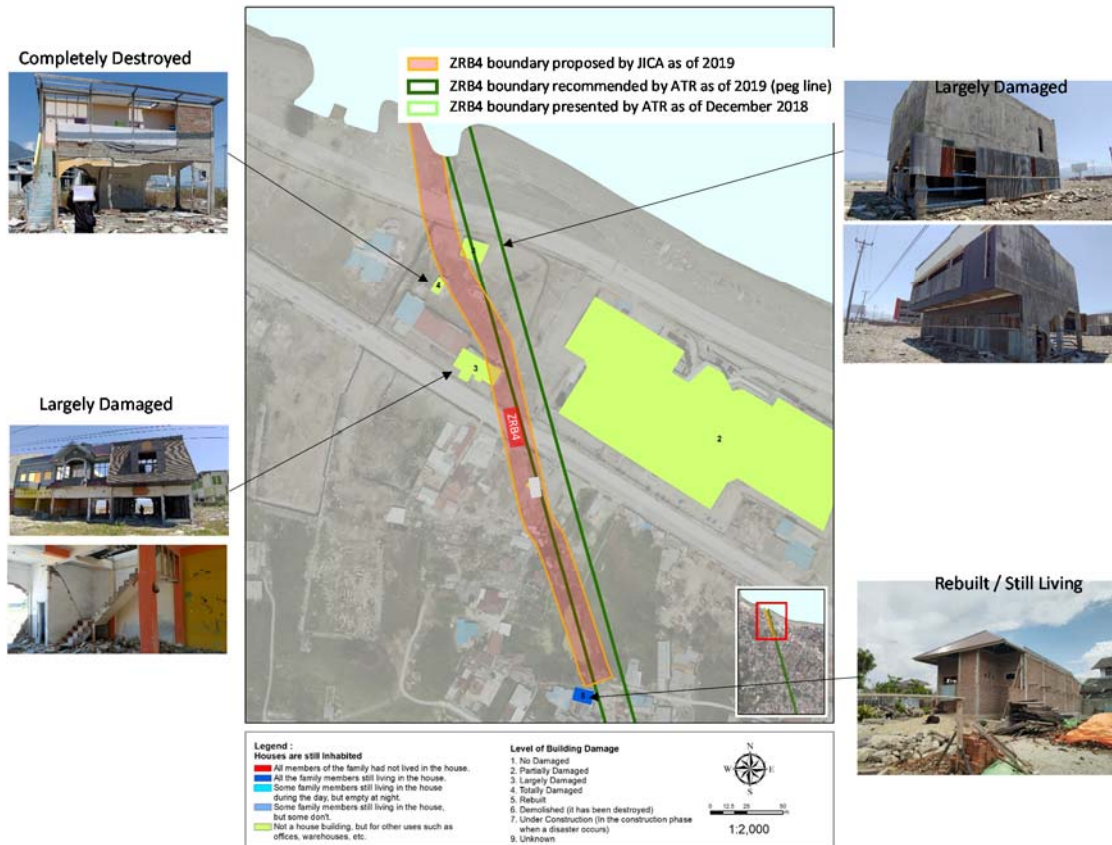 Completely Destroyed
ZRB4 boundary proposed by JICA as of 2019
ZRB4 boundary recommended by ATR as of 2019 (peg line)
ZRB4 boundary presented by ATR as of December 2018
Largely Damaged
4
3
ZRB4
2
Largely Damaged
Rebuilt / Still Living
Legend :
Houses are still Inhabited
All members of the family had not lived in the house.
All the family members still living in the house.
Some family members still living in the house
during the day, but empty at night.
Some family members still living in the house,
but some don't.
Not a house building, but for other uses such as
offices, warehouses, etc.
Level of Building Damage
1. No Damaged
2. Partially Damaged
3. Largely Damaged
4. Totally Damaged
5. Rebuilt
6. Demolished (it has been destroyed)
7. Under Construction (In the construction phase
when a disaster occurs)
9. Unknown
N
W E
S
0 12.5 25 50
1:2,000